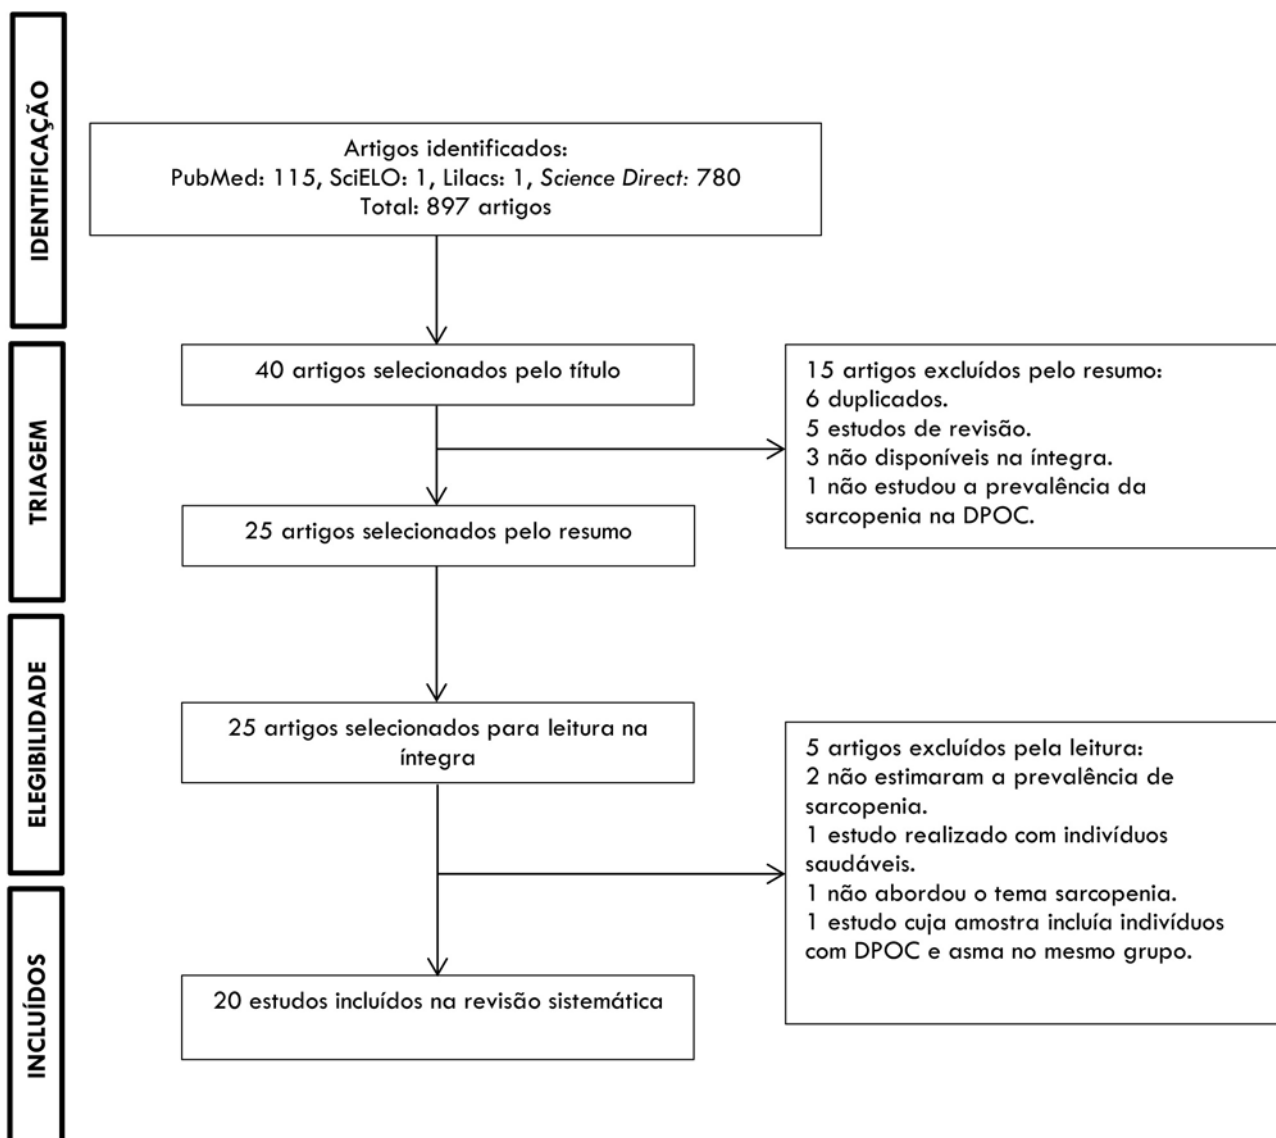 IDENTIFICAÇÃO
Artigos identificados:
PubMed: 115, SciELO: 1, Lilacs: 1, Science Direct: 780
Total: 897 artigos
TRIAGEM
40 artigos selecionados pelo título
15 artigos excluídos pelo resumo:
6 duplicados.
5 estudos de revisão.
3 não disponíveis na íntegra.
1 não estudou a prevalência da
sarcopenia na DPOC.
25 artigos selecionados pelo resumo
ELEGIBILIDADE
25 artigos selecionados para leitura na
íntegra
5 artigos excluídos pela leitura:
2 não estimaram a prevalência de
sarcopenia.
1 estudo realizado com indivíduos
saudáveis.
1 não abordou o tema sarcopenia.
1 estudo cuja amostra incluía indivíduos
com DPOC e asma no mesmo grupo.
INCLUÍDOS
20 estudos incluídos na revisão sistemática